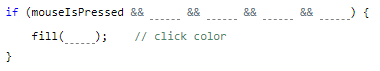 if (mouseIsPressed && _____ && _____ && _____ && _____) {
fill(_____); // click color
}